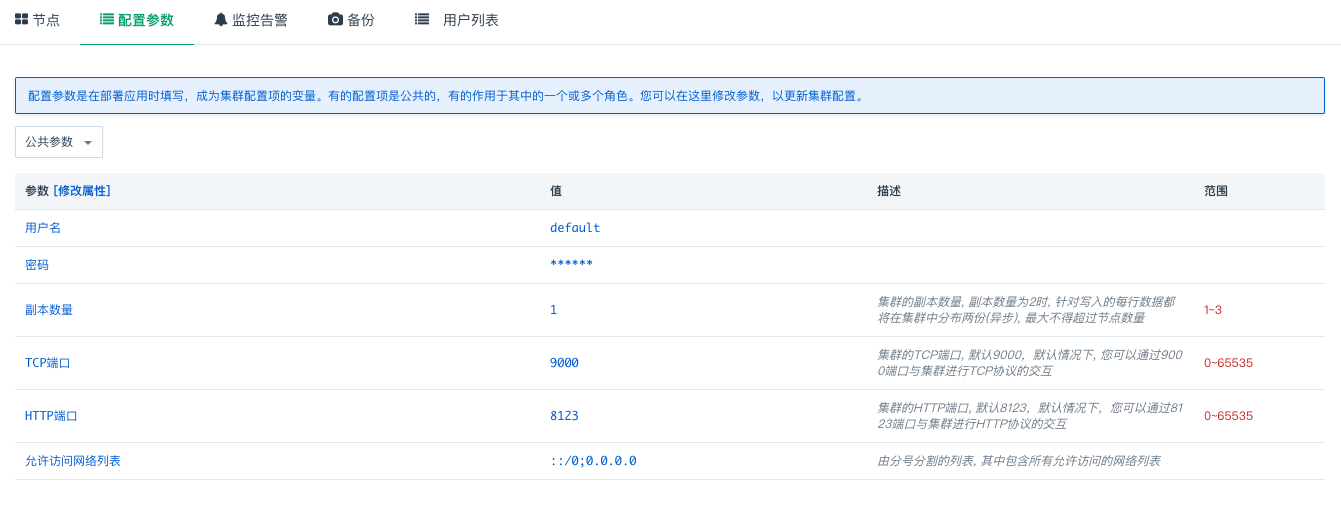 节点 配置参数 监控告警 备份 用户列表
配置参数是在部署应用时填写，成为集群配置项的变量。有的配置项是公共的，有的作用于其中的一个或多个角色。您可以在这里修改参数，以更新集群配置。
公共参数
参数 [修改属性] 值 描述 范围
用户名 default
密码 ******
副本数量 1 集群的副本数量, 副本数量为2时, 针对写入的每行数据都
将在集群中分布两份(异步), 最大不得超过节点数量 1~3
TCP端口 9000 集群的TCP端口, 默认9000，默认情况下, 您可以通过900
0端口与集群进行TCP协议的交互 0~65535
HTTP端口 8123 集群的HTTP端口, 默认8123，默认情况下，您可以通过81
23端口与集群进行HTTP协议的交互 0~65535
允许访问网络列表 ::/0;0.0.0.0 由分号分割的列表, 其中包含所有允许访问的网络列表